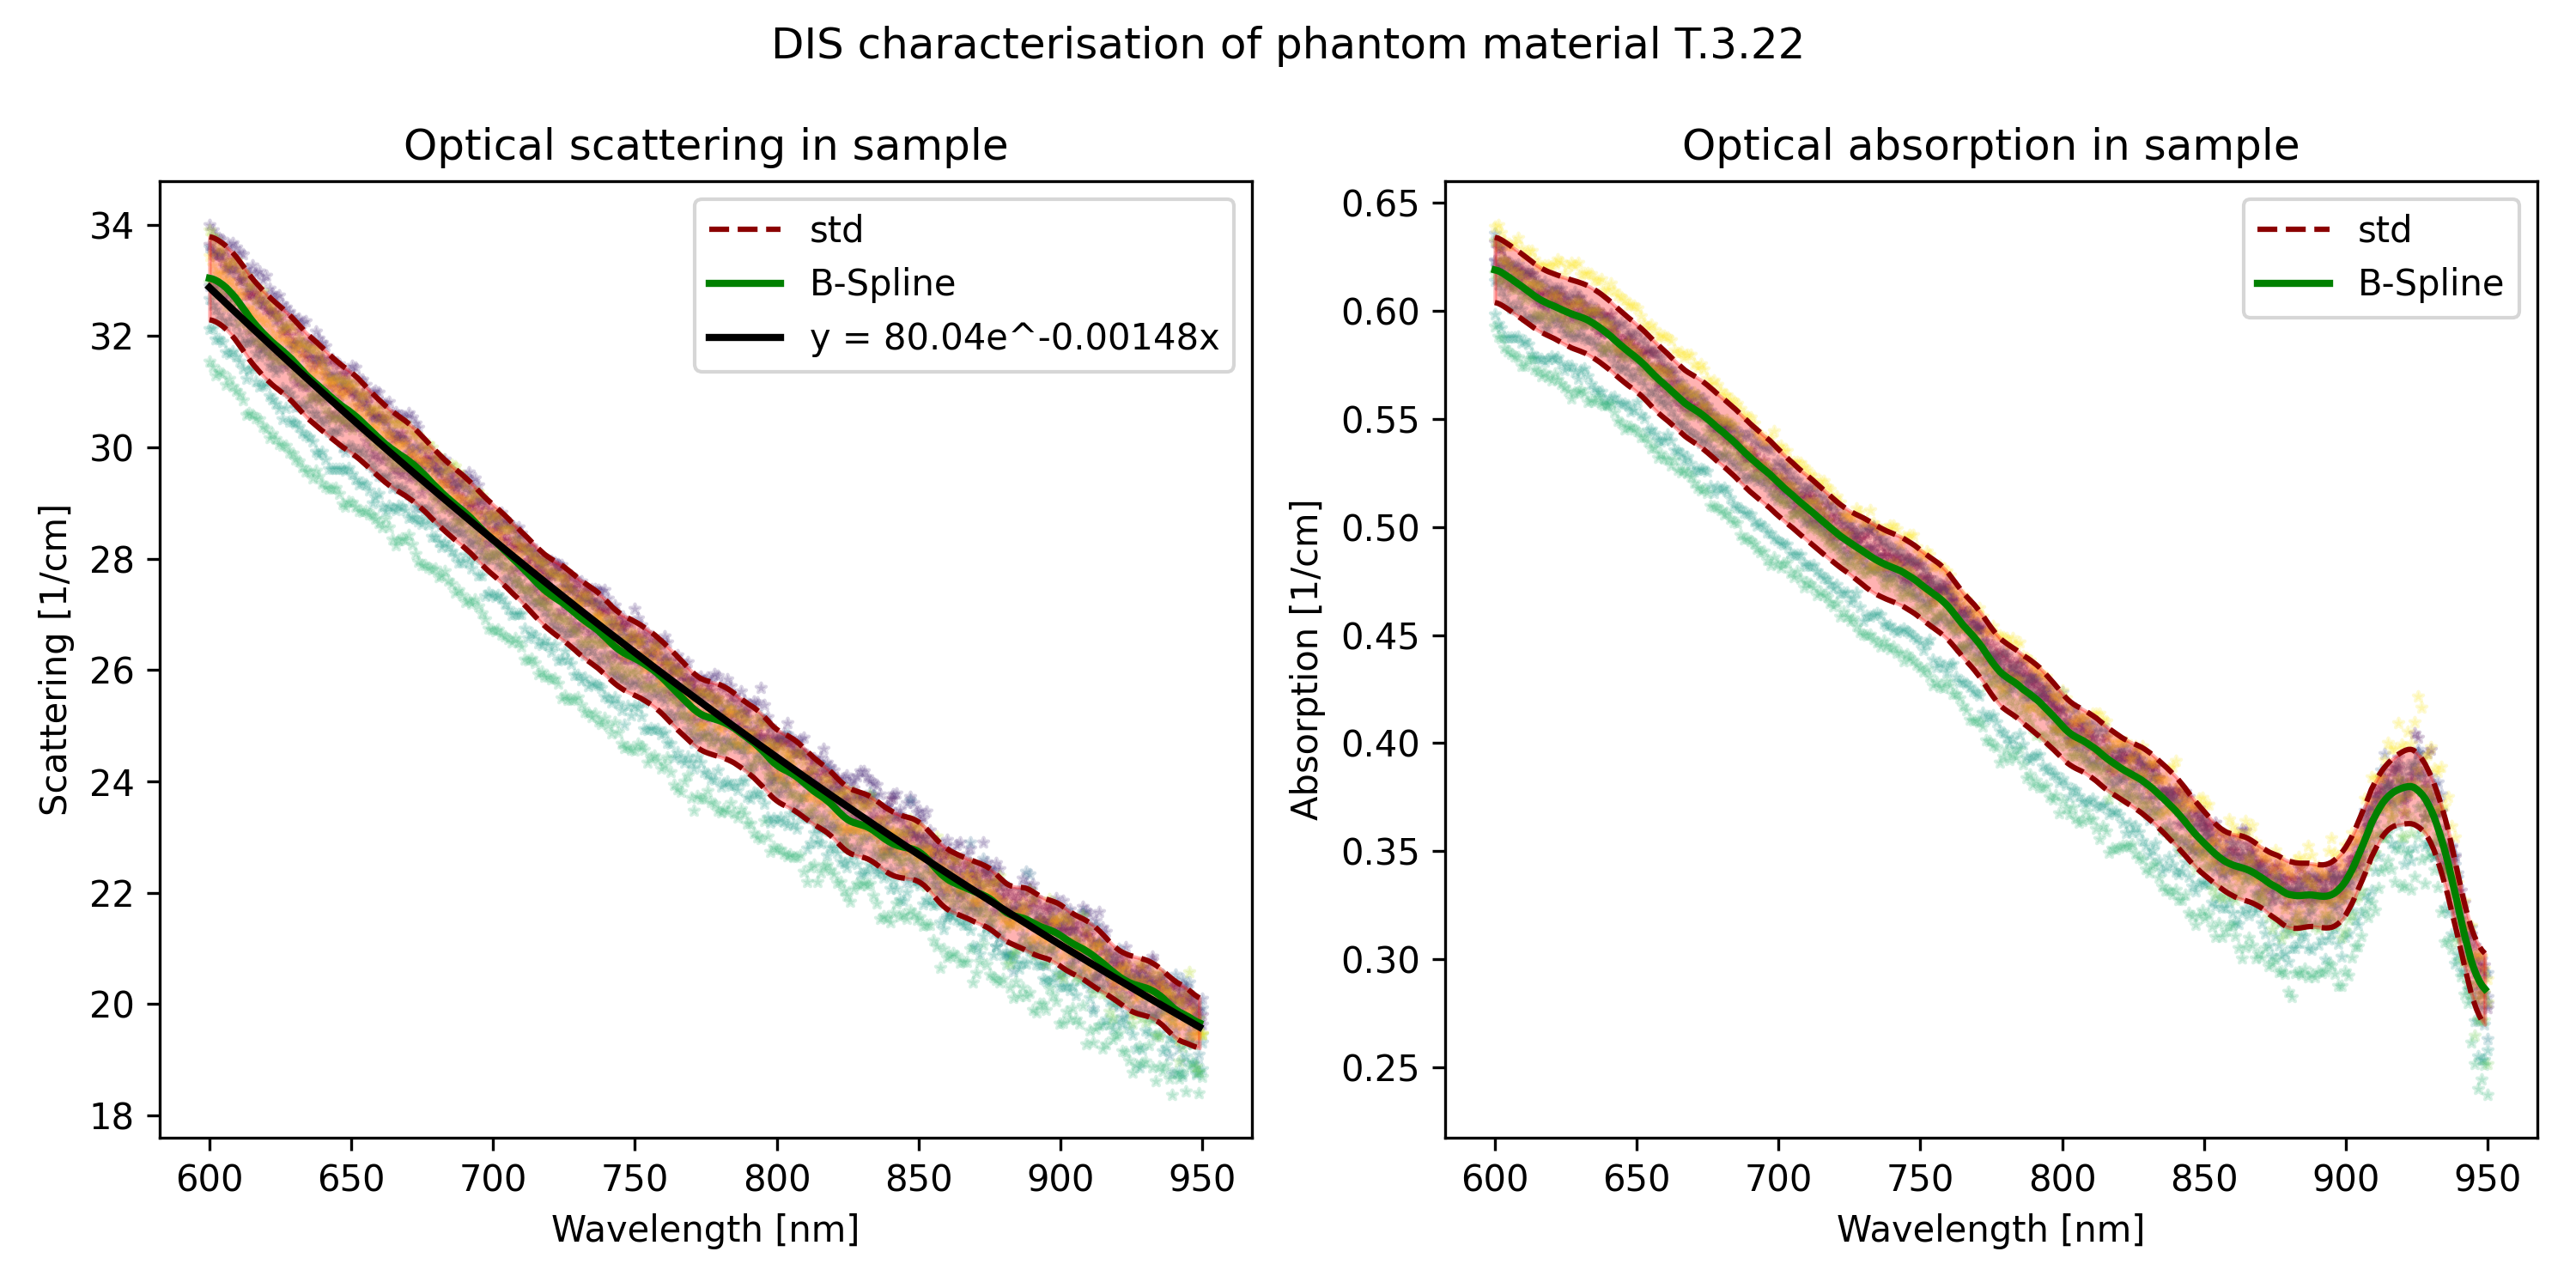 DIS characterisation of phantom material T.3.22
Optical scattering in sample
34
32
30
28
26
24
22
20
18
Scattering [1/cm]
std
B-Spline
y = 80.04e^-0.00148x
600 650 700 750 800 850 900 950
Wavelength [nm]
Optical absorption in sample
0.65
0.60
0.55
0.50
0.45
0.40
0.35
0.30
0.25
Absorption [1/cm]
std
B-Spline
600 650 700 750 800 850 900 950
Wavelength [nm]